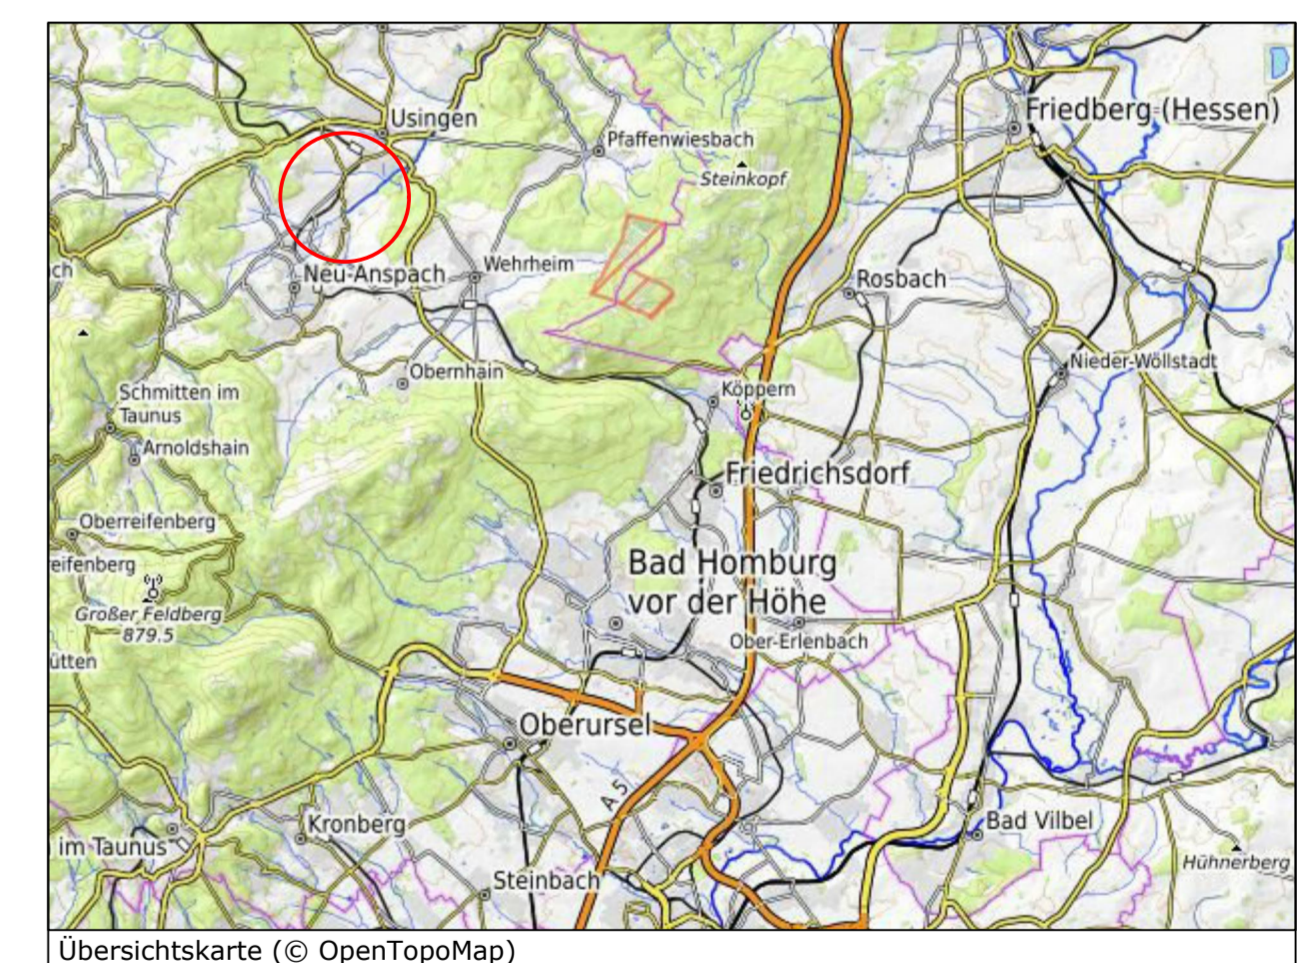 Usingen
Friedberg (Hessen)
Pfaffenwiesbach
Steinkopf
ch
Neu-Anspach
Wehrheim
Rosbach
Obernhain
Nieder-Wöllstadt
Schmitten im
Taunus
Köppern
Arnoldshain
Friedrichsdorf
Oberreifenberg
eifenberg
Bad Homburg
vor der Höhe
Großer Feldberg
879.5
Ober-Erlenbach
ütten
Oberursel
A 5
Kronberg
Bad Vilbel
im Taunus
Hühnerberg
Steinbach
Übersichtskarte (© OpenTopoMap)